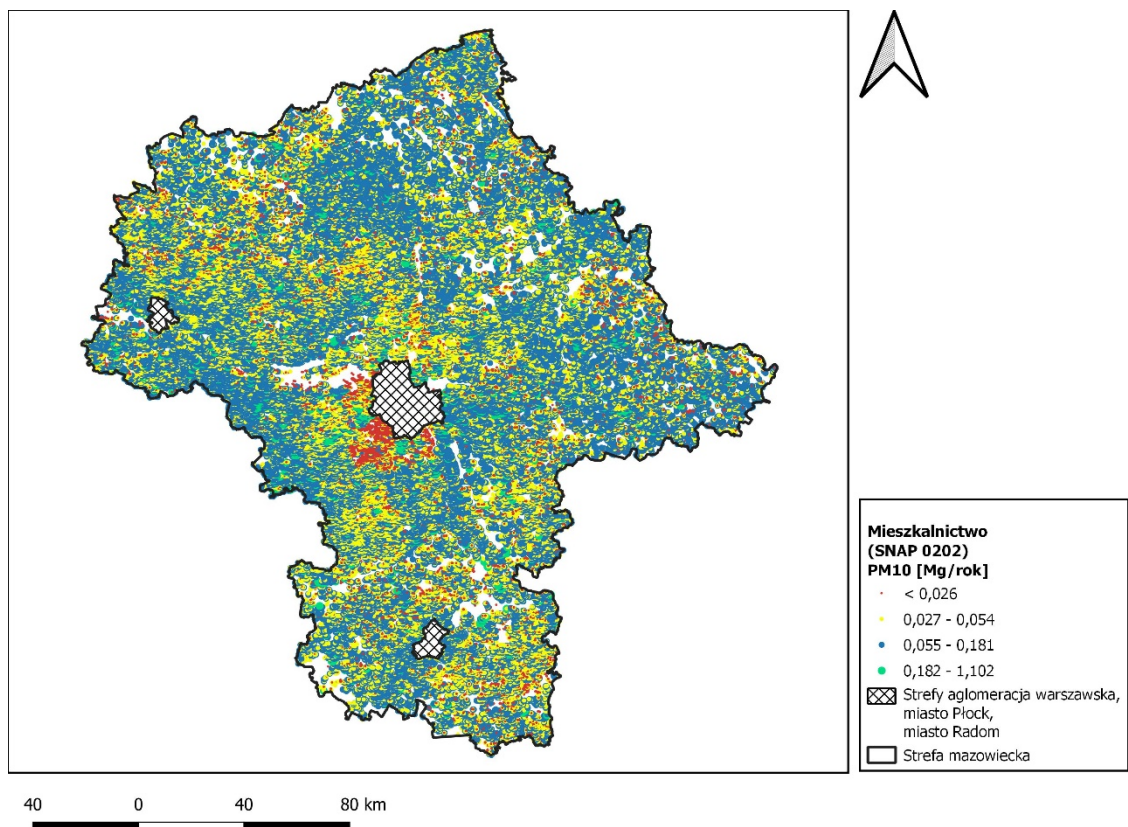 Mieszkalnictwo
(SNAP 0202)
PM10 [Mg/rok]
< 0,026
0,027 - 0,054
0,055 - 0,181
0,182 - 1,102
Strefy aglomeracja warszawska,
miasto Płock,
miasto Radom
Strefa mazowiecka
40 0 40 80 km